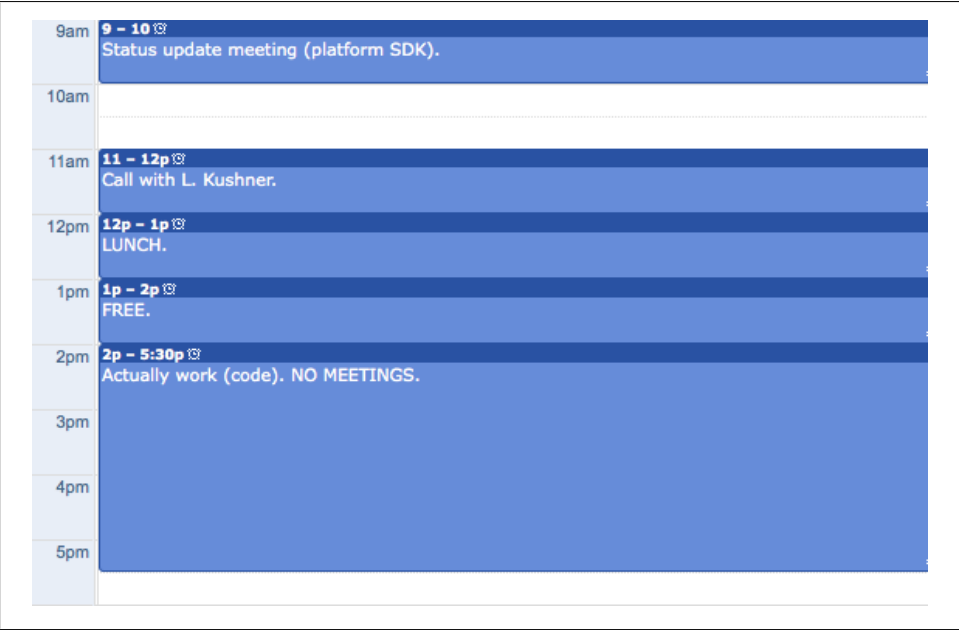 9am
9 – 10
Status update meeting (platform SDK).
10am
11am
11 – 12p
Call with L. Kushner.
12pm
12p – 1p
LUNCH.
1pm
1p – 2p
FREE.
2pm
2p – 5:30p
Actually work (code). NO MEETINGS.
3pm
4pm
5pm